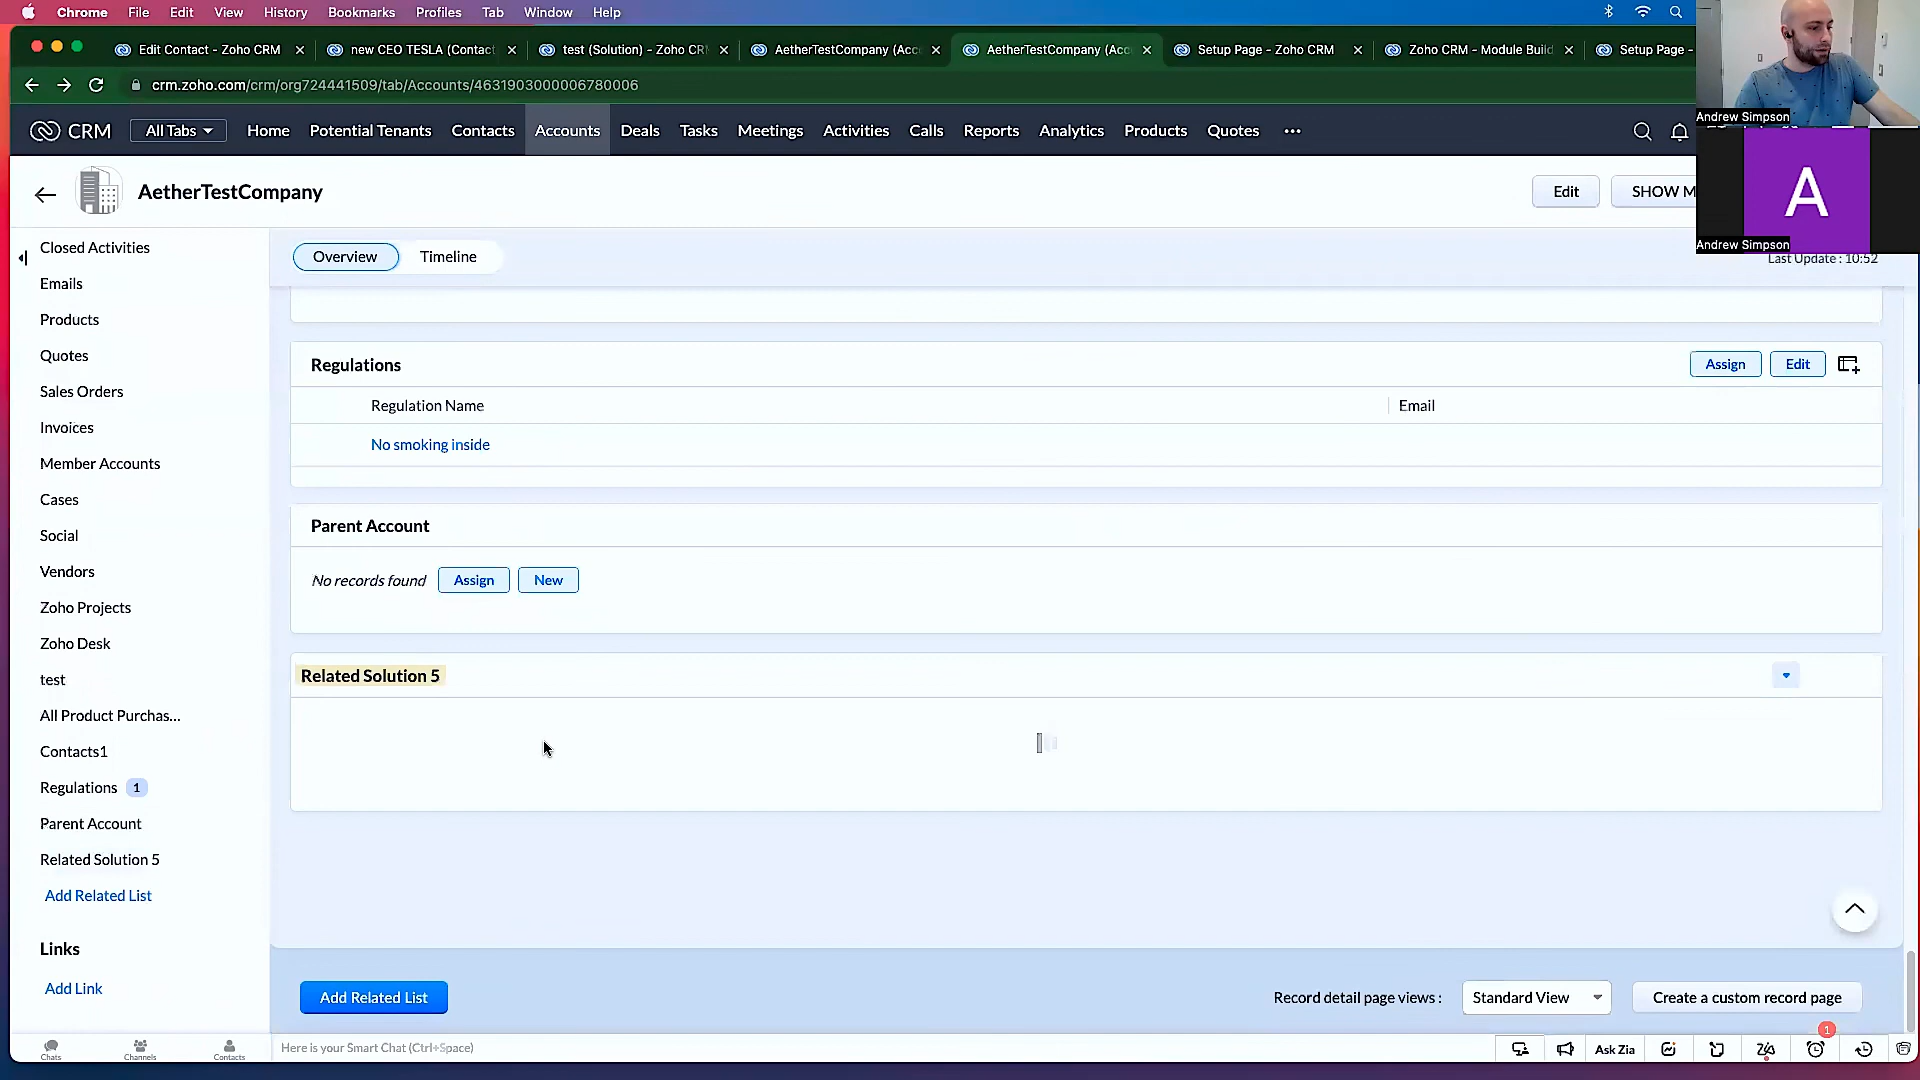 Chrome File Edit View History Bookmarks Profiles Tab Window Help
Edit Contact - Zoho CRM
new CEO TESLA (Contac
test (Solution) - Zoho CR
AetherTestCompany (Acc
AetherTestCompany (Acc
Setup Page - Zoho CRM
Zoho CRM - Module Build
Setup Page -
crm.zoho.com/crm/org724441509/tab/Accounts/4631903000006780006
CRM All Tabs Home Potential Tenants Contacts Accounts Deals Tasks Meetings Activities Calls Reports Analytics Products Quotes
Andrew Simpson
A
Andrew Simpson
AetherTestCompany
Edit
SHOW M
Overview
Timeline
Last Update : 10:52
Closed Activities
Emails
Products
Quotes
Sales Orders
Invoices
Member Accounts
Cases
Social
Vendors
Zoho Projects
Zoho Desk
test
All Product Purchas...
Contacts1
Regulations 1
Parent Account
Related Solution 5
Add Related List
Links
Add Link
Regulations
Assign
Edit
Regulation Name
Email
No smoking inside
Parent Account
No records found
Assign
New
Related Solution 5
Add Related List
Record detail page views :
Standard View
Create a custom record page
Chats
Channels
Contacts
Here is your Smart Chat (Ctrl+Space)
Ask Zia
1